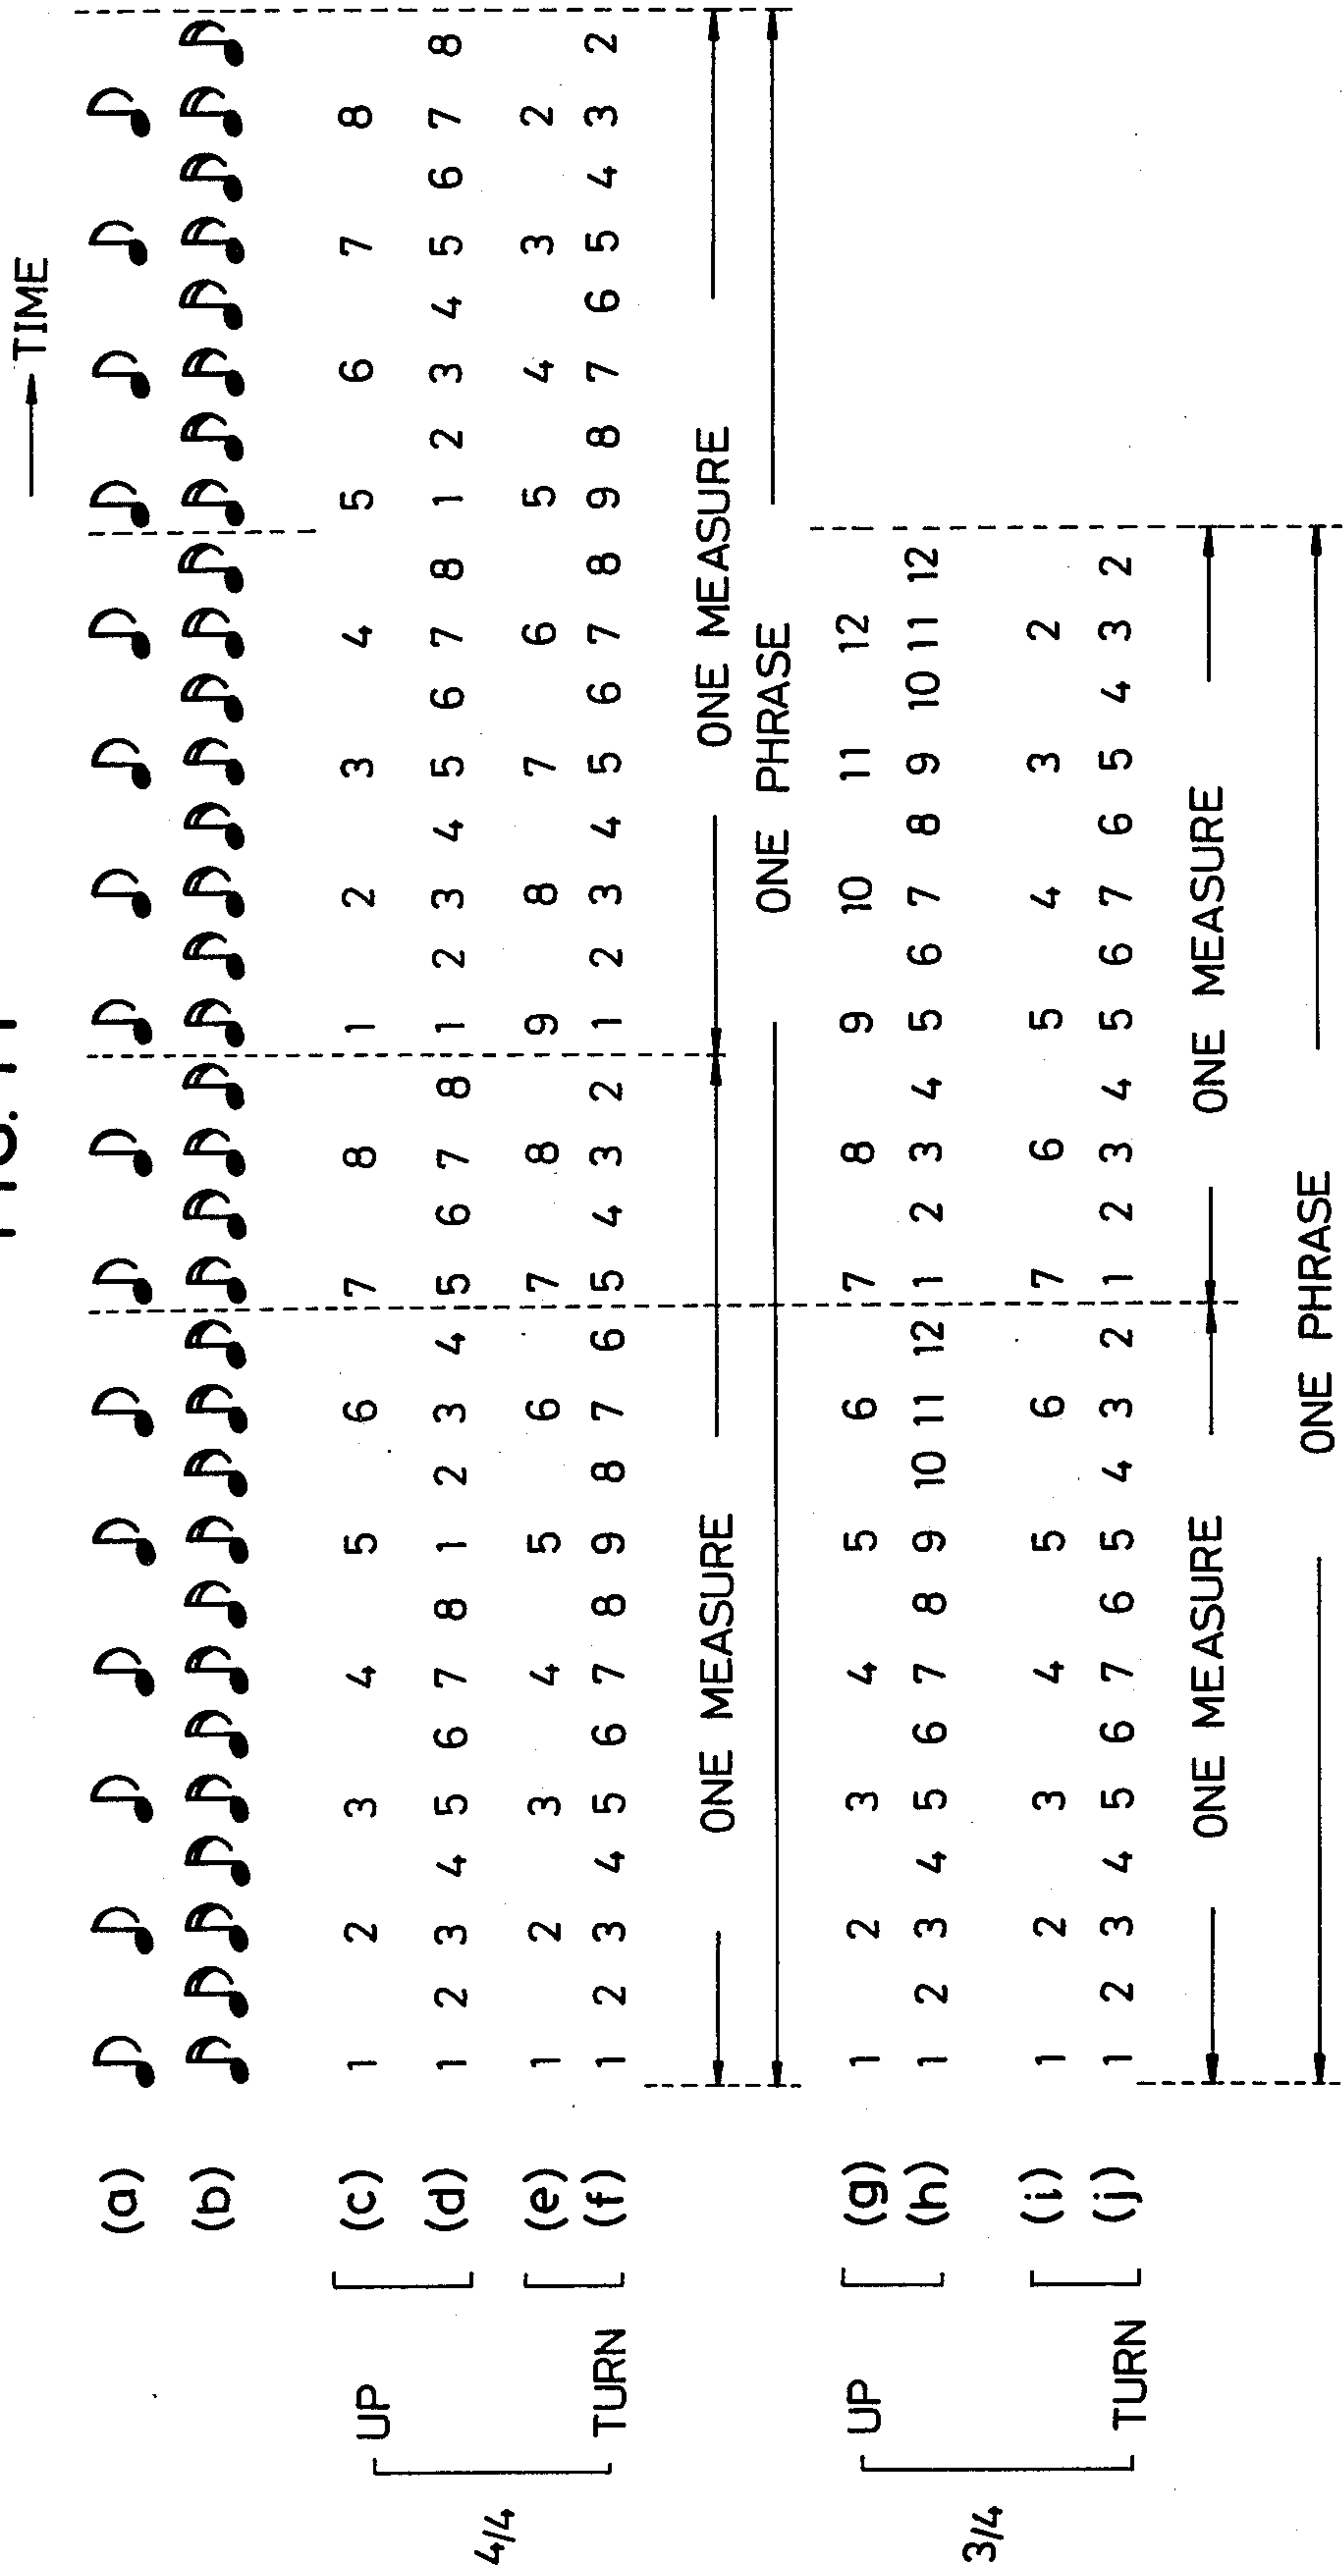 TIME
(a)
(b)
4/4
UP
(c) 1 2 3 4 5 6 7 8 1 2 3 4 5 6 7 8
(d) 1 2 3 4 5 6 7 8 1 2 3 4 5 6 7 8 1 2 3 4 5 6 7 8 1 2 3 4 5 6 7 8
TURN
(e) 1 2 3 4 5 6 7 8 9 8 7 6 5 4 3 2
(f) 1 2 3 4 5 6 7 8 9 8 7 6 5 4 3 2 1 2 3 4 5 6 7 8 9 8 7 6 5 4 3 2
ONE MEASURE ONE MEASURE
ONE PHRASE
3/4
UP
(g) 1 2 3 4 5 6 7 8 9 10 11 12
(h) 1 2 3 4 5 6 7 8 9 10 11 12 1 2 3 4 5 6 7 8 9 10 11 12
TURN
(i) 1 2 3 4 5 6 7 6 5 4 3 2
(j) 1 2 3 4 5 6 7 6 5 4 3 2 1 2 3 4 5 6 7 6 5 4 3 2
ONE MEASURE ONE MEASURE
ONE PHRASE